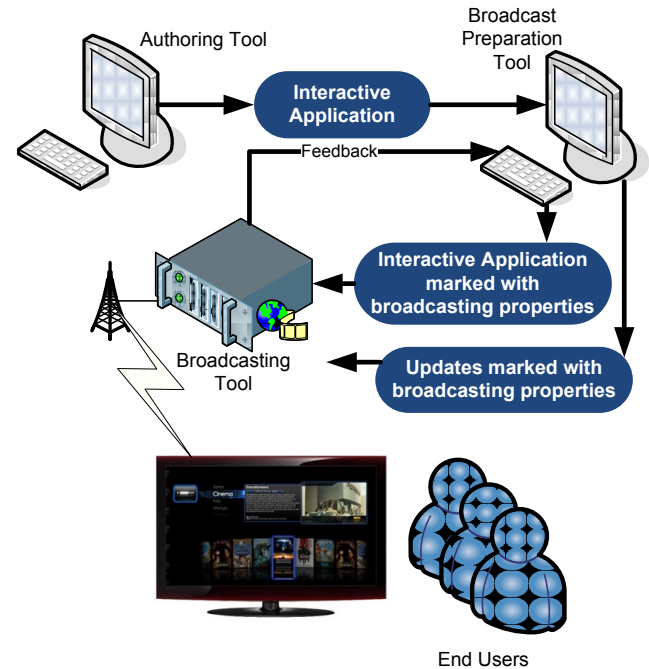 Authoring Tool
Broadcast
Preparation
Tool
Interactive
Application
Feedback
Interactive Application
marked with
broadcasting properties
Broadcasting
Tool
Updates marked with
broadcasting properties
Cinema
Transformers
End Users